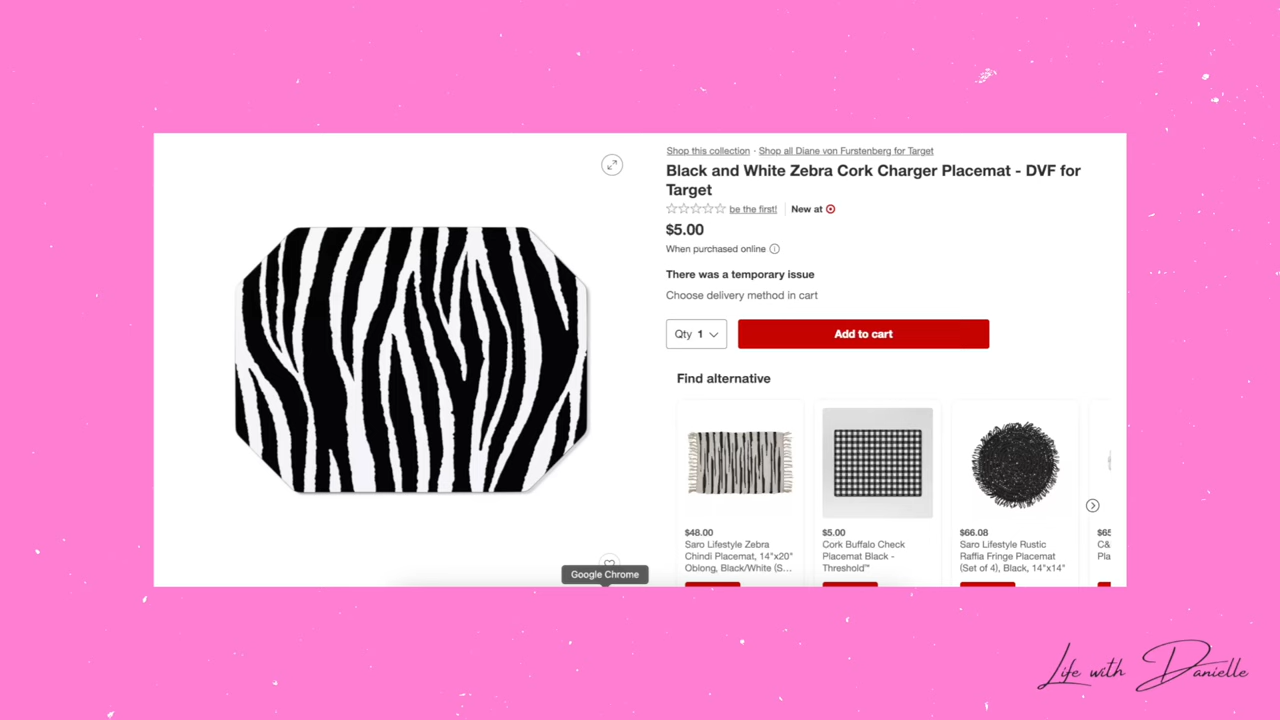 Shop this collection · Shop all Diane von Furstenberg for Target
Black and White Zebra Cork Charger Placemat - DVF for
Target
be the first! New at
$5.00
When purchased online
There was a temporary issue
Choose delivery method in cart
Qty 1
Add to cart
Find alternative
$48.00
Saro Lifestyle Zebra
Chindi Placemat, 14"x20"
Oblong, Black/White (S...
$5.00
Cork Buffalo Check
Placemat Black -
Threshold™
$66.08
Saro Lifestyle Rustic
Raffia Fringe Placemat
(Set of 4), Black, 14"x14"
$65
C&
Pla
Google Chrome
Life with Danielle